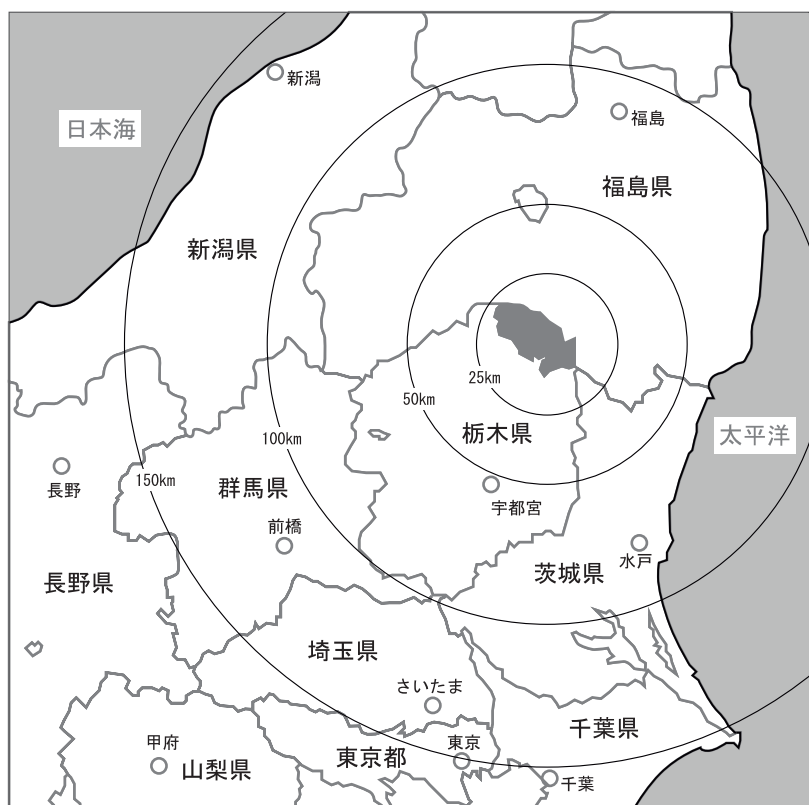 新潟
日本海
福島
福島県
新潟県
25km
50km
太平洋
栃木県
100km
150km
長野
群馬県
宇都宮
前橋
水戸
茨城県
長野県
埼玉県
さいたま
千葉県
甲府
山梨県
東京都
東京
千葉